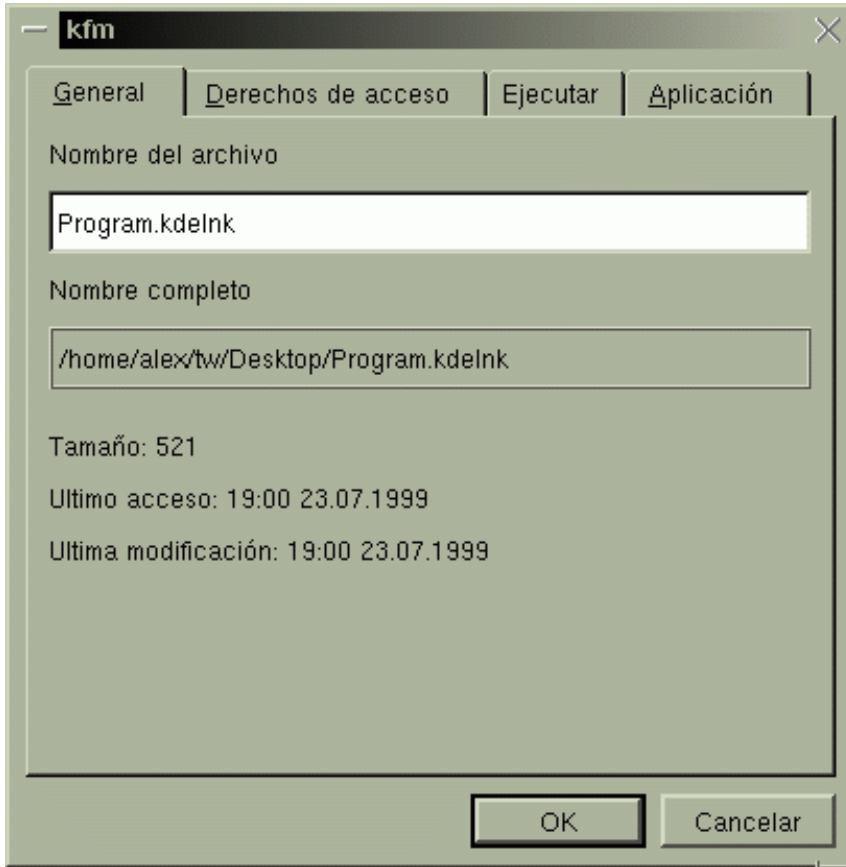 kfm
General Derechos de acceso Ejecutar Aplicación
Nombre del archivo
Program.kdelnk
Nombre completo
/home/alex/tw/Desktop/Program.kdelnk
Tamaño: 521
Ultimo acceso: 19:00 23.07.1999
Ultima modificación: 19:00 23.07.1999
OK Cancelar